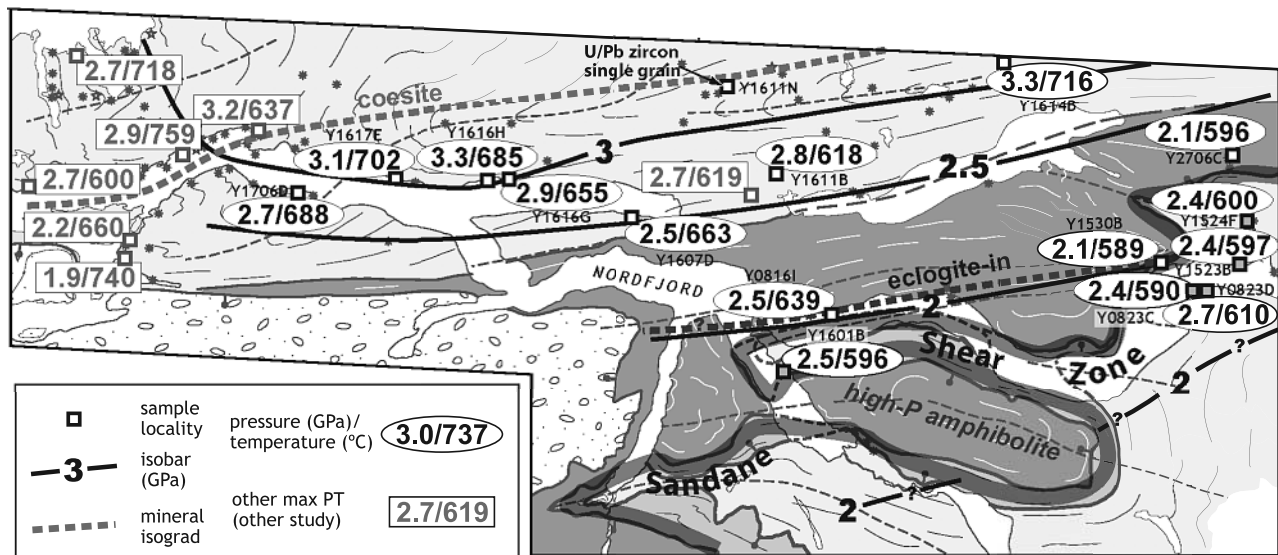 U/Pb zircon
single grain
Y1611N
2.7/718
3.2/637
coesite
3.3/716
Y1614B
2.9/759
Y1617E
Y1616H
3.1/702
3.3/685
3
2.8/618
Y1611B
2.1/596
Y2706C
2.7/600
Y1706D
2.7/688
2.9/655
Y1616G
2.7/619
2.5
2.4/600
Y1524F
2.2/660
2.5/663
Y1607D
Y1530B
2.1/589
2.4/597
Y1523B
1.9/740
NORDFJORD
Y0816I
2.5/639
eclogite-in
2
2.4/590
Y0823D
Y0823C
2.7/610
?
Y1601B
2.5/596
Shear
Zone
2
?
?
high-P amphibolite
Sandane
2
?
sample
locality
pressure (GPa)/
temperature (ºC)
3.0/737
3
isobar
(GPa)
mineral
isograd
other max PT
(other study)
2.7/619